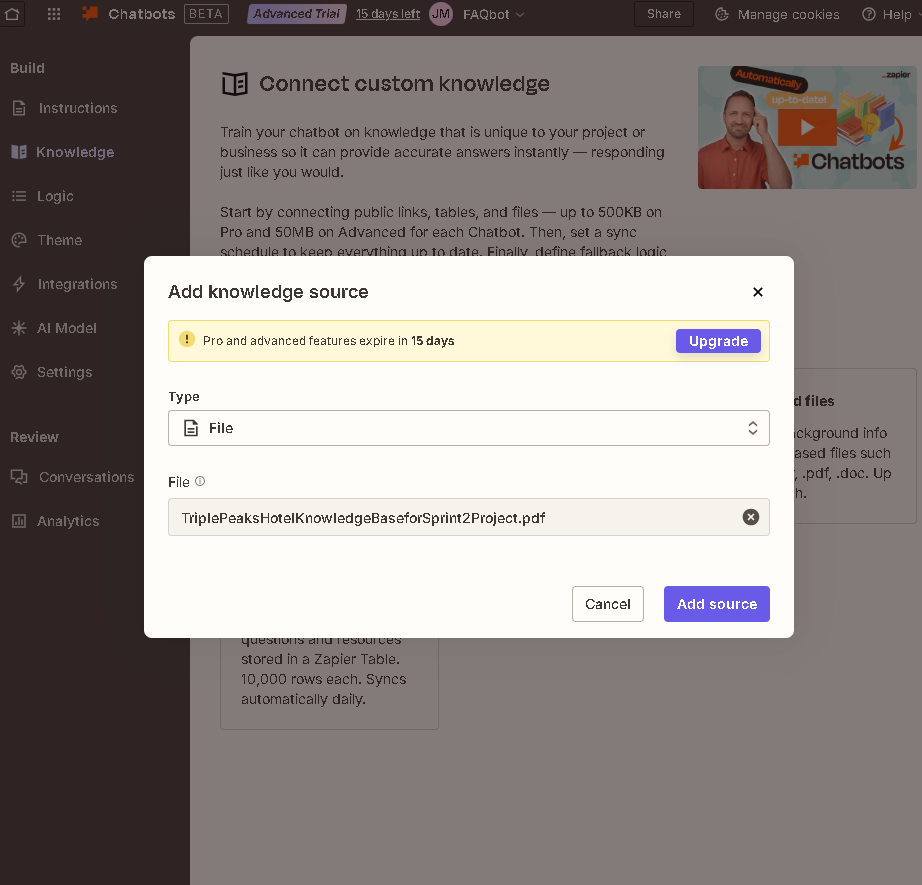 Chatbots BETA Advanced Trial 15 days left JM FAQbot Share Manage cookies Help
Build
Instructions
Knowledge
Logic
Theme
Integrations
AI Model
Settings
Review
Conversations
Analytics
Connect custom knowledge
Train your chatbot on knowledge that is unique to your project or
business so it can provide accurate answers instantly — responding
just like you would.
Start by connecting public links, tables, and files — up to 500KB on
Pro and 50MB on Advanced for each Chatbot. Then, set a sync
schedule to keep everything up to date. Finally, define fallback logic
Automatically
up-to-date!
zapier
Chatbots
Add knowledge source
Pro and advanced features expire in 15 days
Upgrade
Type
File
File
TriplePeaksHotelKnowledgeBaseforSprint2Project.pdf
Cancel
Add source
d files
ckground info
ased files such
, .pdf, .doc. Up
h.
questions and resources
stored in a Zapier Table.
10,000 rows each. Syncs
automatically daily.